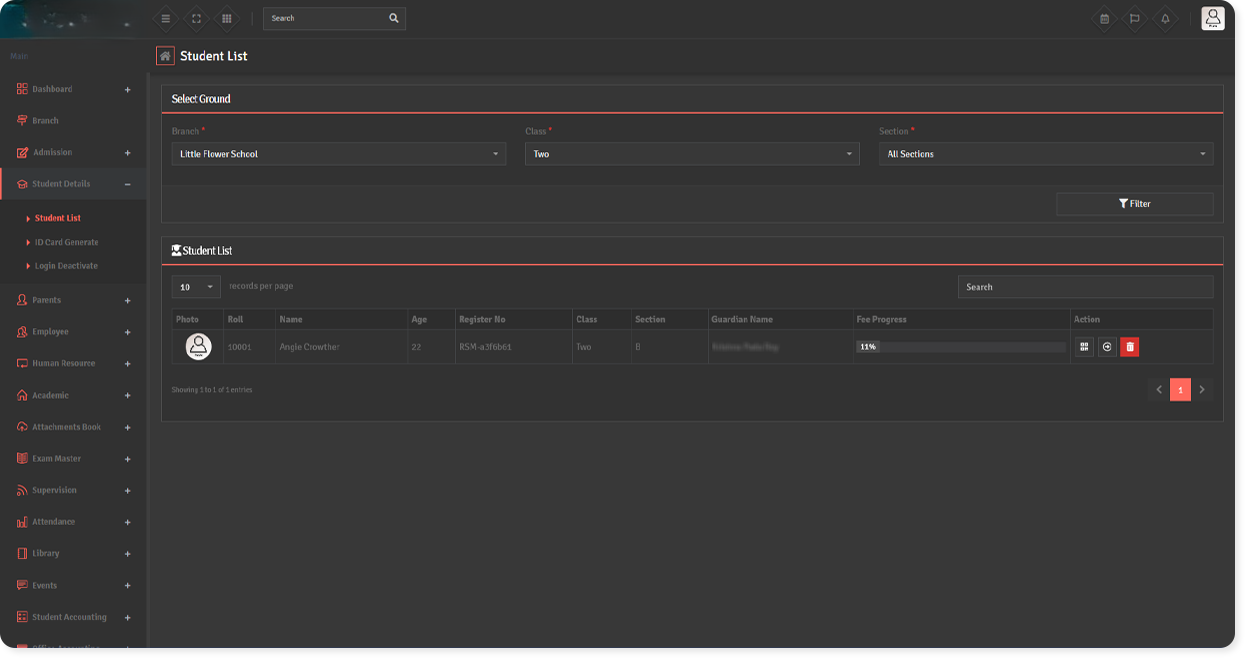 Search
Main
Student List
Dashboard
Branch
Admission
Student Details
Student List
ID Card Generate
Login Deactivate
Parents
Employee
Human Resource
Academic
Attachments Book
Exam Master
Supervision
Attendance
Library
Events
Student Accounting
Select Ground
Branch * Class * Section *
Little Flower School Two All Sections
Filter
Student List
10 records per page Search
Photo Roll Name Age Register No Class Section Guardian Name Fee Progress Action
10001 Angie Crowther 22 RSM-a3f6b61 Two B 11%
Showing 1 to 1 of 1 entries 1